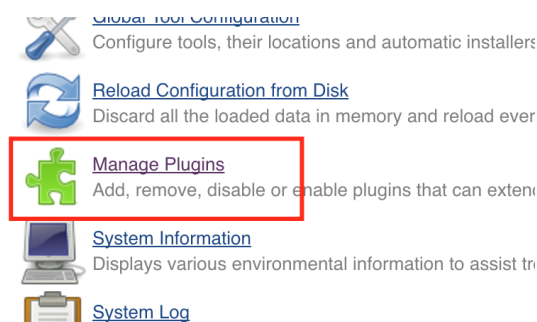 Global Tool Configuration
Configure tools, their locations and automatic installers
Reload Configuration from Disk
Discard all the loaded data in memory and reload ever
Manage Plugins
Add, remove, disable or enable plugins that can exten
System Information
Displays various environmental information to assist tr
System Log